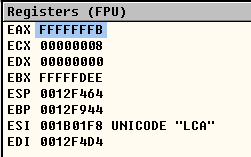 Registers (FPU)
EAX FFFFFFFB
ECX 00000008
EDX 00000000
EBX FFFFFDEE
ESP 0012F464
EBP 0012F944
ESI 001B01F8 UNICODE "LCA"
EDI 0012F4D4